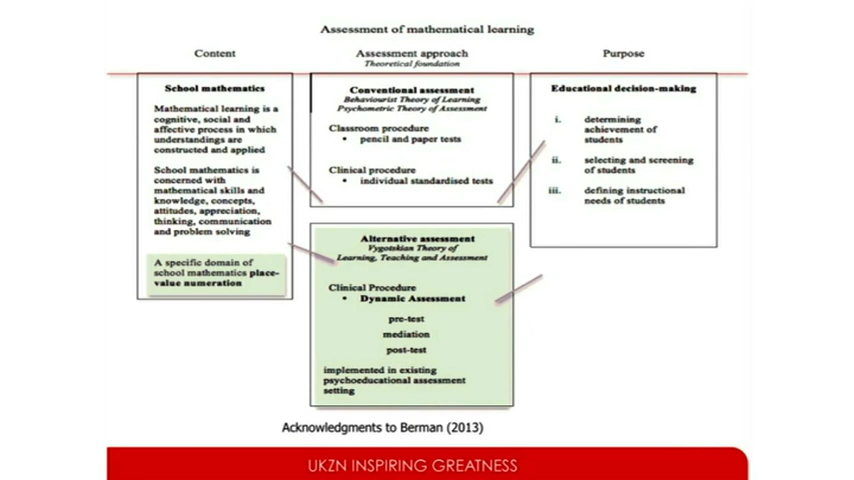 Assessment of mathematical learning
Content
Assessment approach
Theoretical foundation
Purpose
School mathematics
Mathematical learning is a
cognitive, social and
affective process in which
understandings are
constructed and applied
School mathematics is
concerned with
mathematical skills and
knowledge, concepts,
attitudes, appreciation,
thinking, communication
and problem solving
A specific domain of
school mathematics place-
value numeration
Conventional assessment
Behaviourist Theory of Learning
Psychometric Theory of Assessment
Classroom procedure
• pencil and paper tests
Clinical procedure
• individual standardised tests
Alternative assessment
Vygotskian Theory of
Learning, Teaching and Assessment
Clinical Procedure
• Dynamic Assessment
pre-test
mediation
post-test
implemented in existing
psychoeducational assessment
setting
Educational decision-making
i. determining
achievement of
students
ii. selecting and screening
of students
iii. defining instructional
needs of students
Acknowledgments to Berman (2013)
UKZN INSPIRING GREATNESS